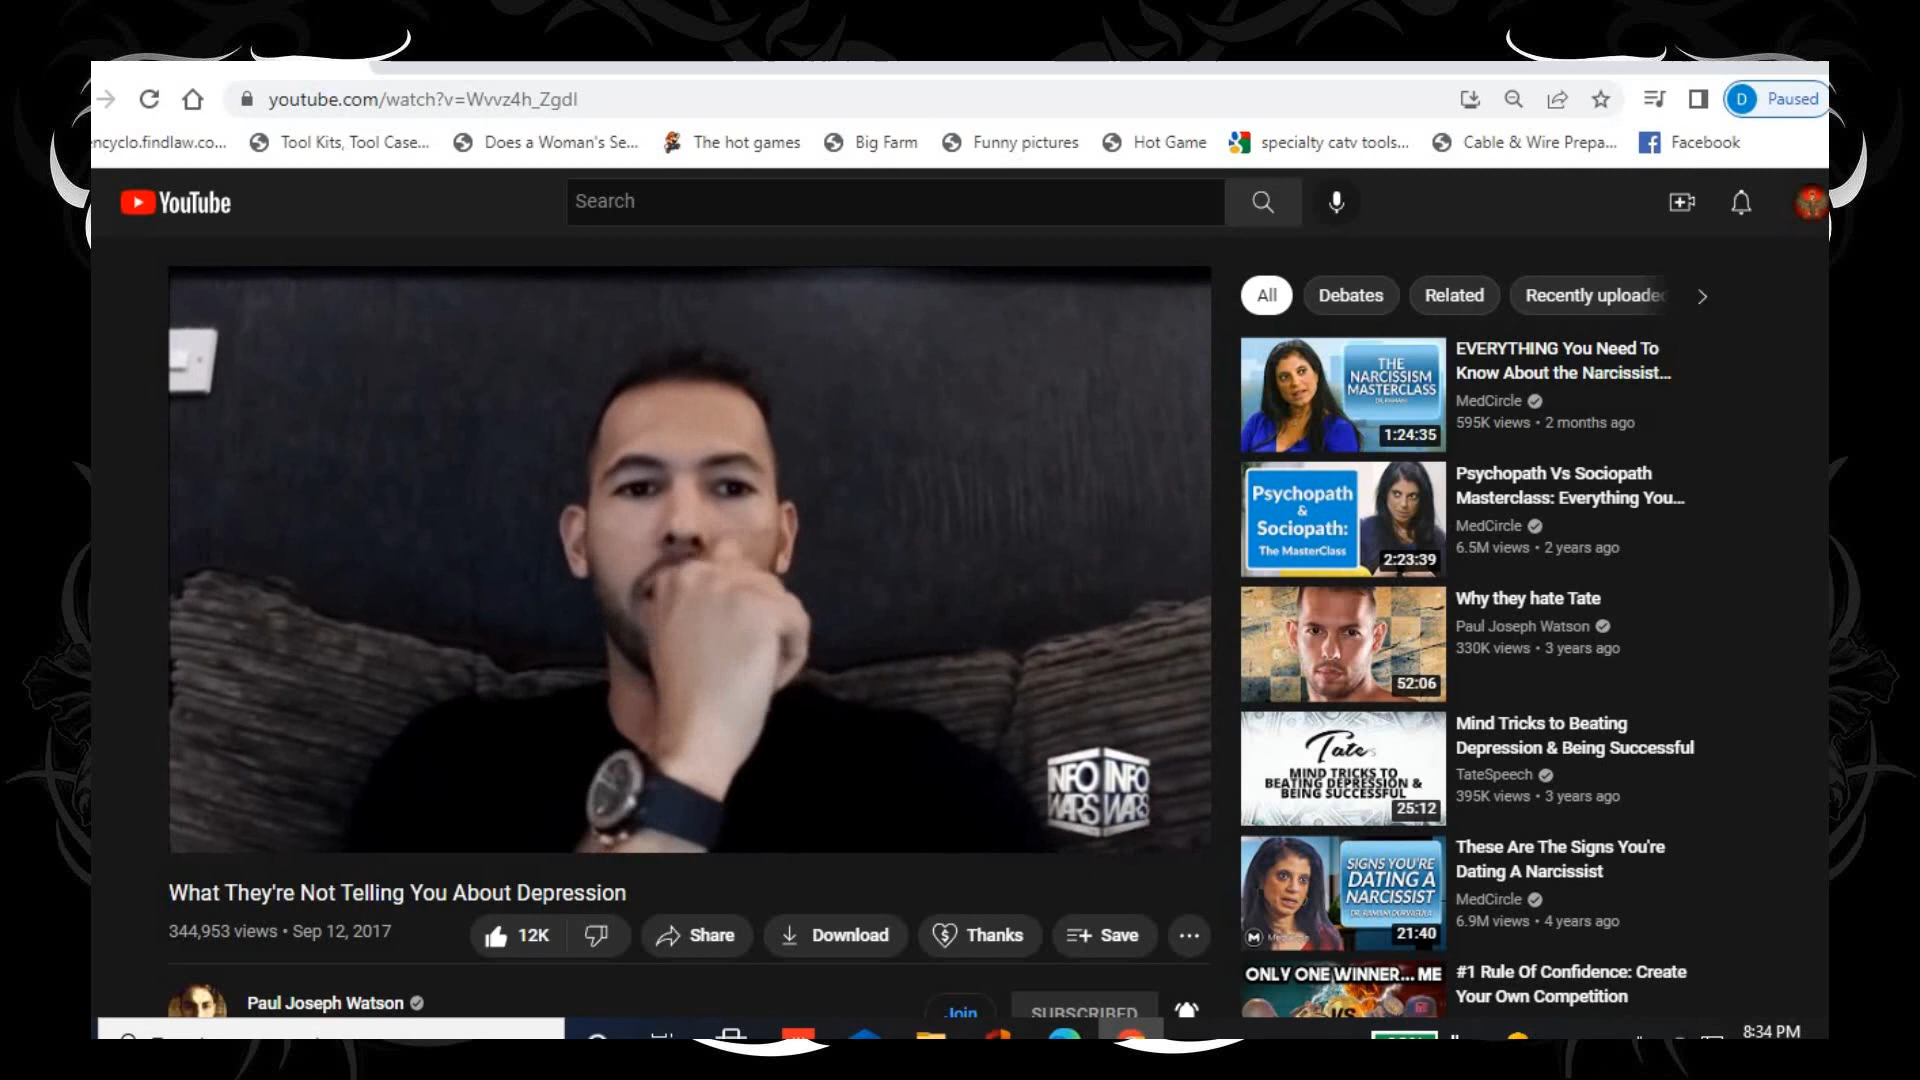 youtube.com/watch?v=Wvvz4h_ZgdI
D
Paused
encyclo.findlaw.co...
Tool Kits, Tool Case...
Does a Woman's Se...
The hot games
Big Farm
Funny pictures
Hot Game
specialty catv tools...
Cable & Wire Prepa...
Facebook
YouTube
Search
All
Debates
Related
Recently uploaded
THE
NARCISSISM
MASTERCLASS
1:24:35
EVERYTHING You Need To
Know About the Narcissist...
MedCircle
595K views • 2 months ago
Psychopath
&
Sociopath:
The MasterClass
2:23:39
Psychopath Vs Sociopath
Masterclass: Everything You...
MedCircle
6.5M views • 2 years ago
52:06
Why they hate Tate
Paul Joseph Watson
330K views • 3 years ago
Tate
MIND TRICKS TO
BEATING DEPRESSION &
BEING SUCCESSFUL
25:12
Mind Tricks to Beating
Depression & Being Successful
TateSpeech
395K views • 3 years ago
SIGNS YOU'RE
DATING A
NARCISSIST
DR. RAMANI DURVASULA
21:40
These Are The Signs You're
Dating A Narcissist
MedCircle
6.9M views • 4 years ago
ONLY ONE WINNER... ME
VS
#1 Rule Of Confidence: Create
Your Own Competition
INFO INFO
WARS WARS
What They're Not Telling You About Depression
344,953 views • Sep 12, 2017
12K
Share
Download
Thanks
Save
Paul Joseph Watson
Join
SUBSCRIBED
8:34 PM